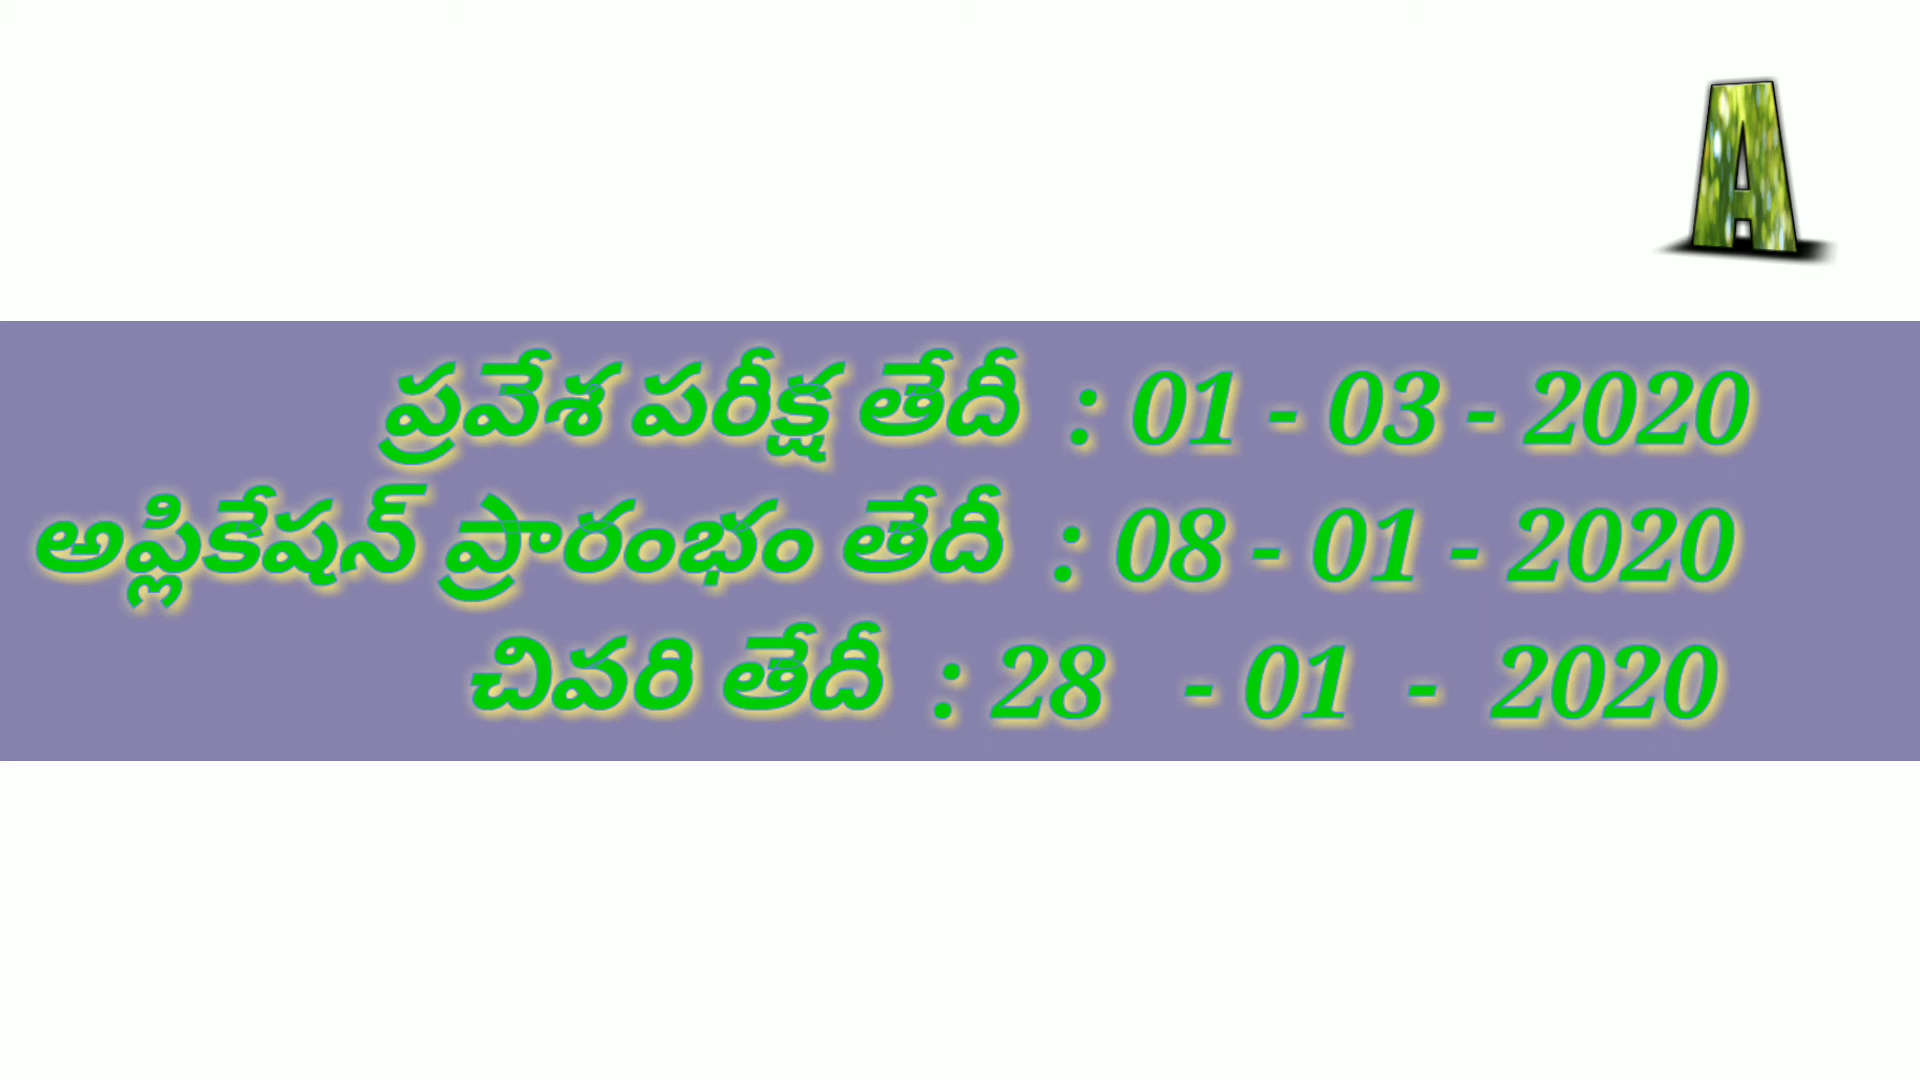 A
ప్రవేశ పరీక్ష తేదీ : 01 - 03 - 2020
అప్లికేషన్ ప్రారంభం తేదీ : 08 - 01 - 2020
చివరి తేదీ : 28 - 01 - 2020